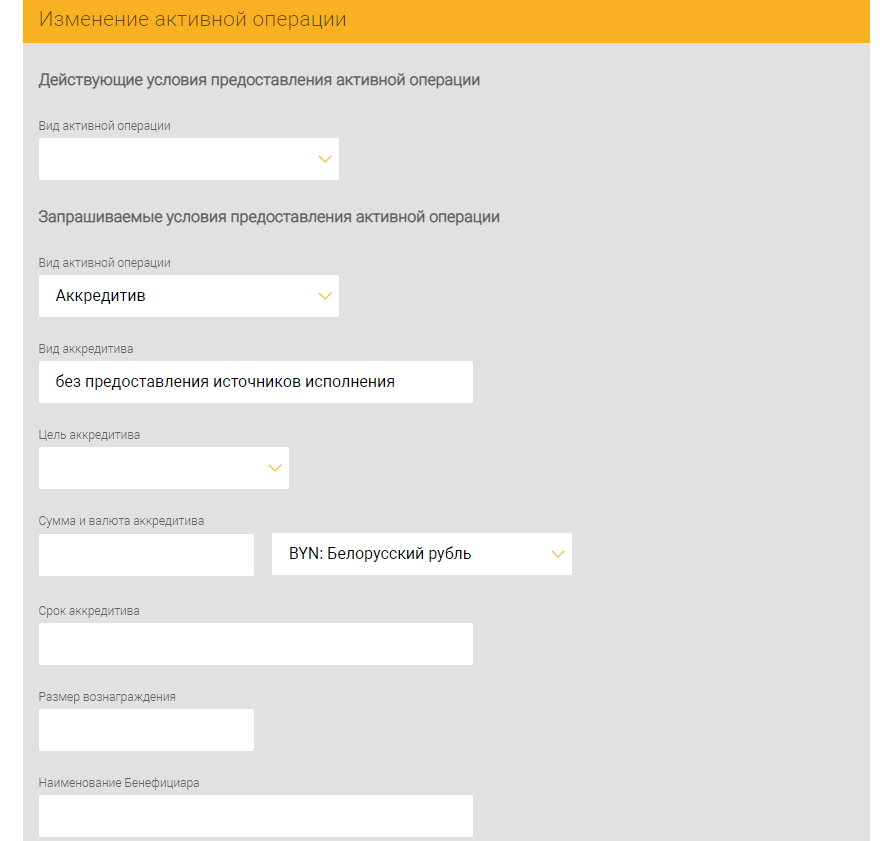 Изменение активной операции
Действующие условия предоставления активной операции
Вид активной операции
Запрашиваемые условия предоставления активной операции
Вид активной операции
Аккредитив
Вид аккредитива
без предоставления источников исполнения
Цель аккредитива
Сумма и валюта аккредитива
BYN: Белорусский рубль
Срок аккредитива
Размер вознаграждения
Наименование Бенефициара